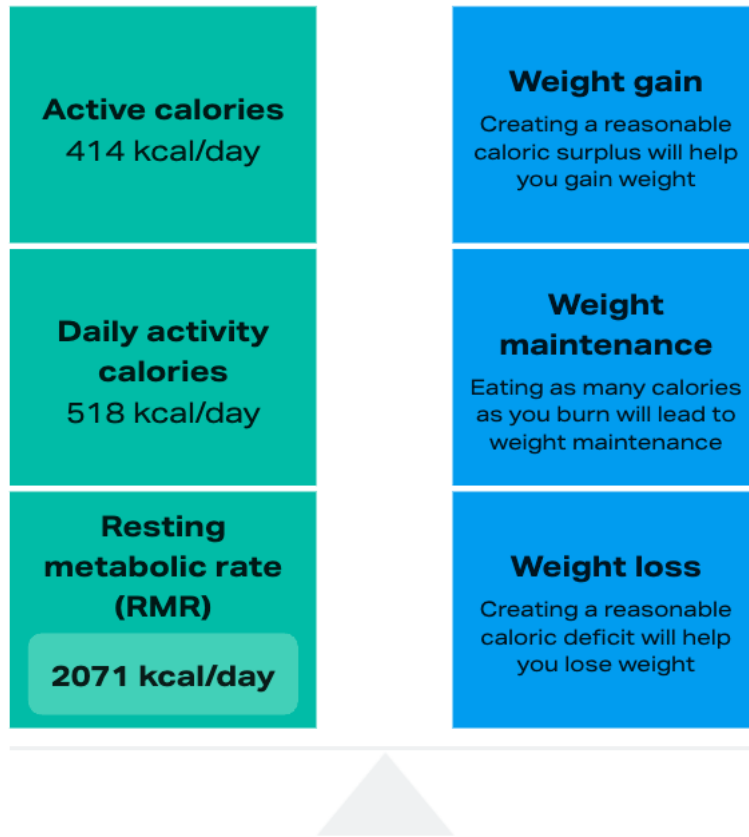 Active calories
414 kcal/day
Daily activity
calories
518 kcal/day
Resting
metabolic rate
(RMR)
2071 kcal/day
Weight gain
Creating a reasonable
caloric surplus will help
you gain weight
Weight
maintenance
Eating as many calories
as you burn will lead to
weight maintenance
Weight loss
Creating a reasonable
caloric deficit will help
you lose weight